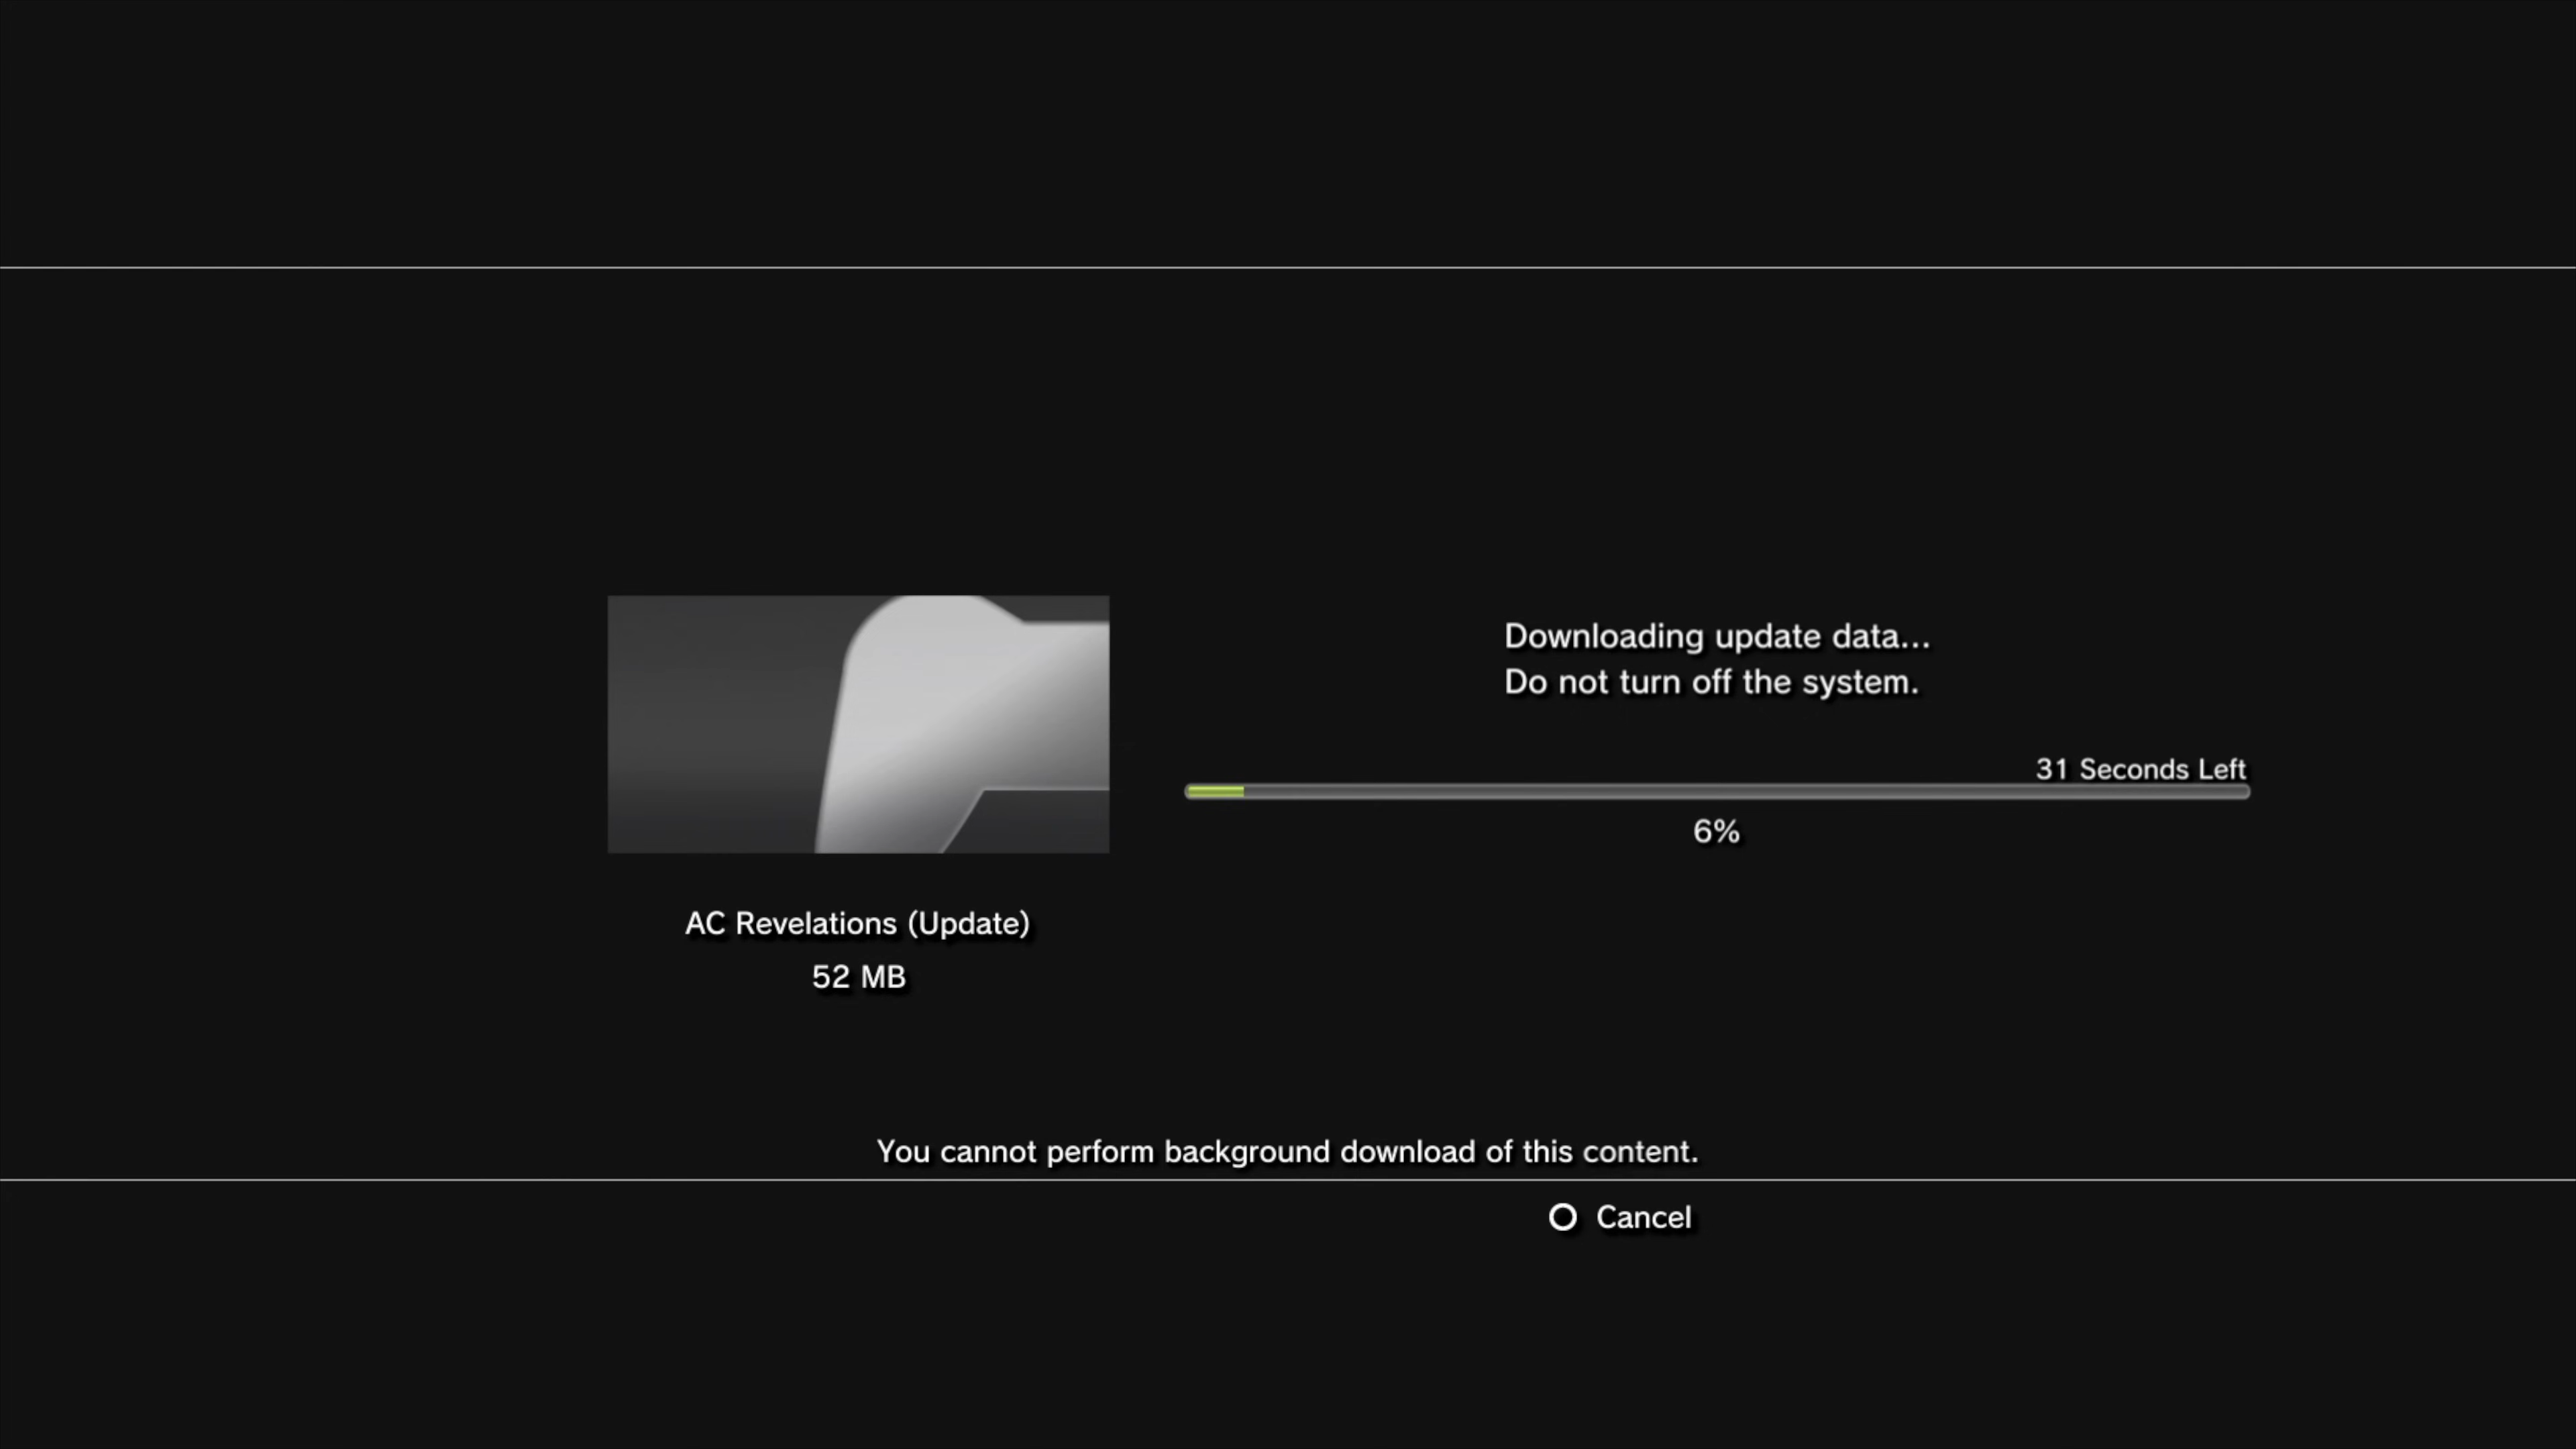 Downloading update data...
Do not turn off the system.
31 Seconds Left
6%
AC Revelations (Update)
52 MB
You cannot perform background download of this content.
Cancel